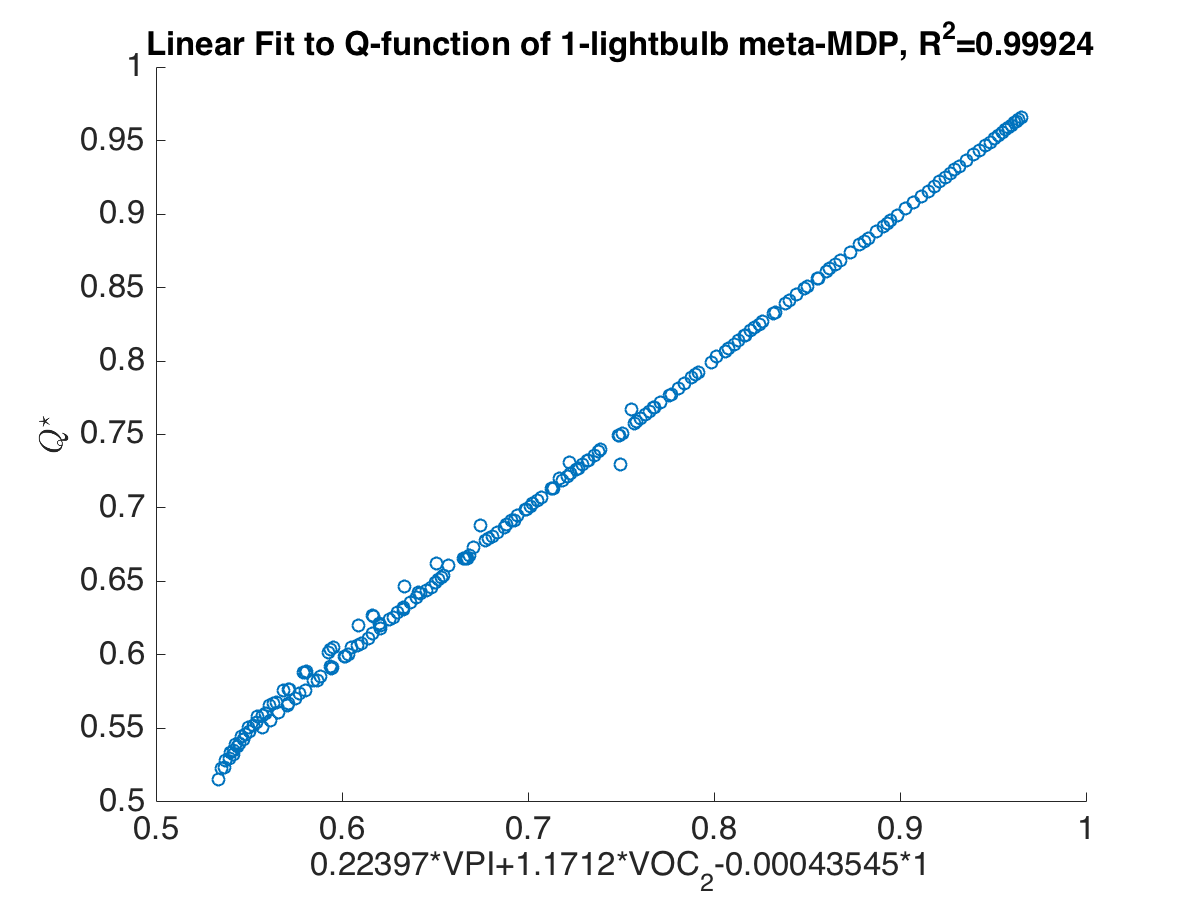 Linear Fit to Q-function of 1-lightbulb meta-MDP, R²=0.99924
1
0.95
0.9
0.85
0.8
0.75
0.7
0.65
0.6
0.55
0.5
Q⋆
0.5 0.6 0.7 0.8 0.9 1
0.22397*VPI+1.1712*VOC₂-0.00043545*1